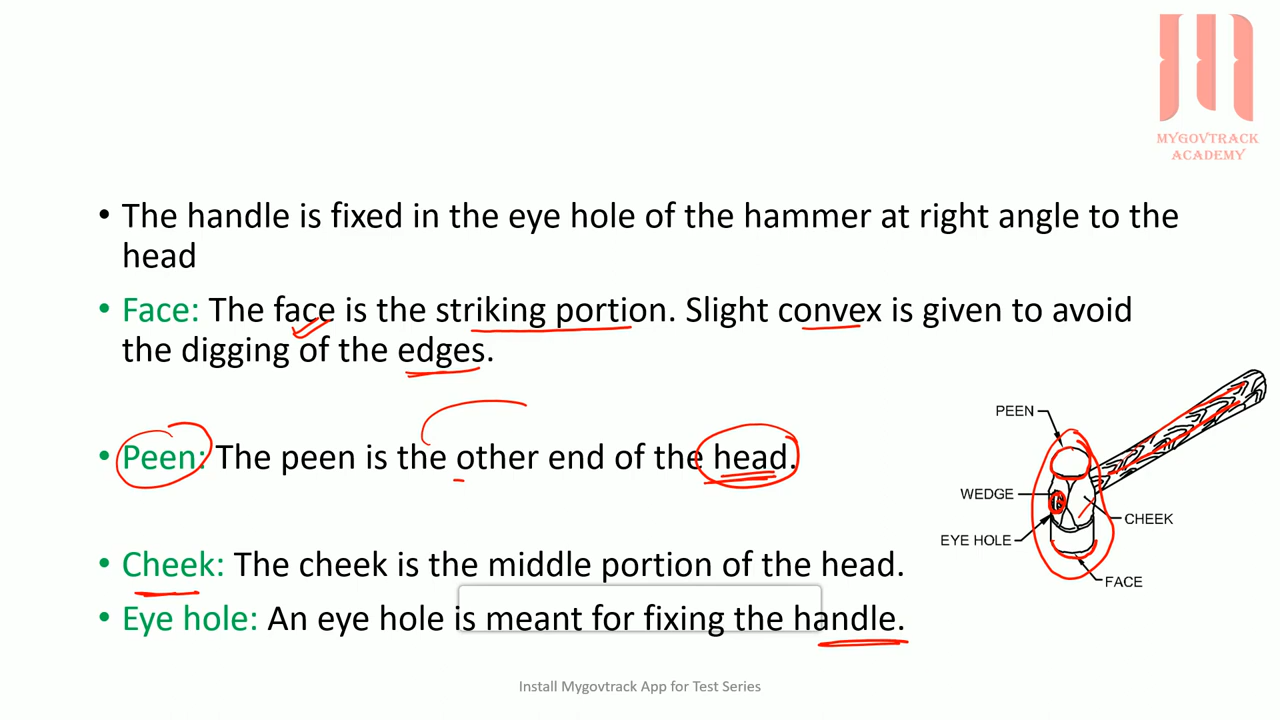 MYGOVTRACK
ACADEMY
• The handle is fixed in the eye hole of the hammer at right angle to the
head
• Face: The face is the striking portion. Slight convex is given to avoid
the digging of the edges.
• Peen: The peen is the other end of the head.
• Cheek: The cheek is the middle portion of the head.
• Eye hole: An eye hole is meant for fixing the handle.
PEEN
WEDGE
CHEEK
EYE HOLE
FACE
Install Mygovtrack App for Test Series